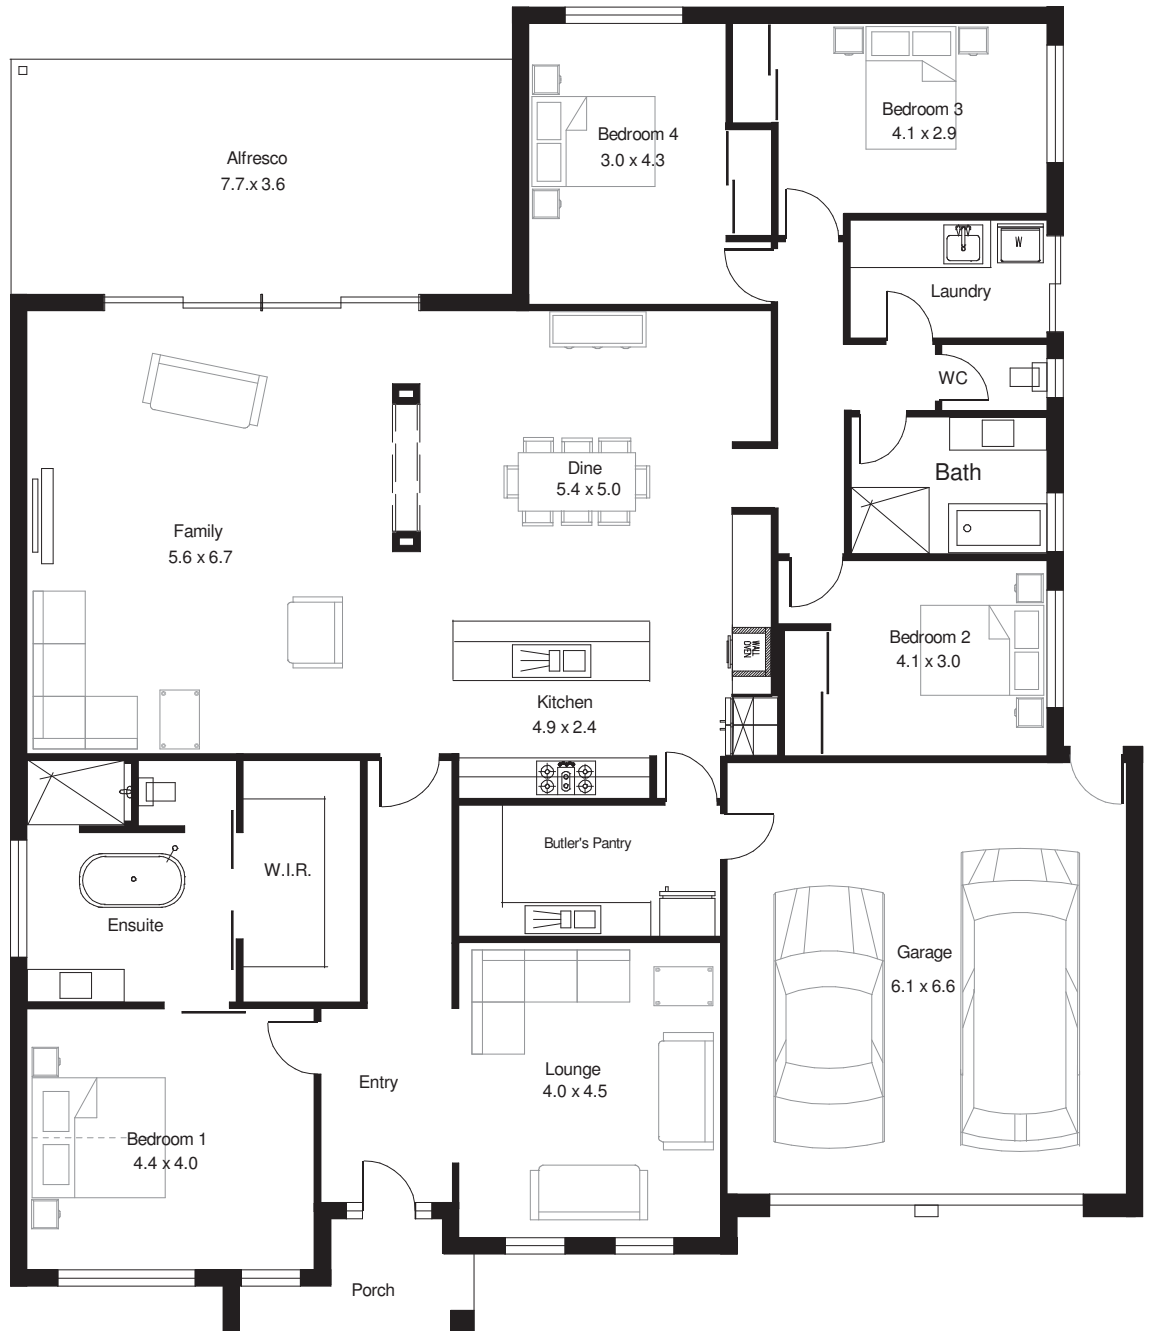 Bedroom 3
4.1 x 2.9
Bedroom 4
3.0 x 4.3
Alfresco
7.7.x 3.6
W
Laundry
WC
Bath
Dine
5.4 x 5.0
Family
5.6 x 6.7
WALL
OVEN
Bedroom 2
4.1 x 3.0
Kitchen
4.9 x 2.4
Butler's Pantry
W.I.R.
Ensuite
Garage
6.1 x 6.6
Lounge
4.0 x 4.5
Entry
Bedroom 1
4.4 x 4.0
Porch